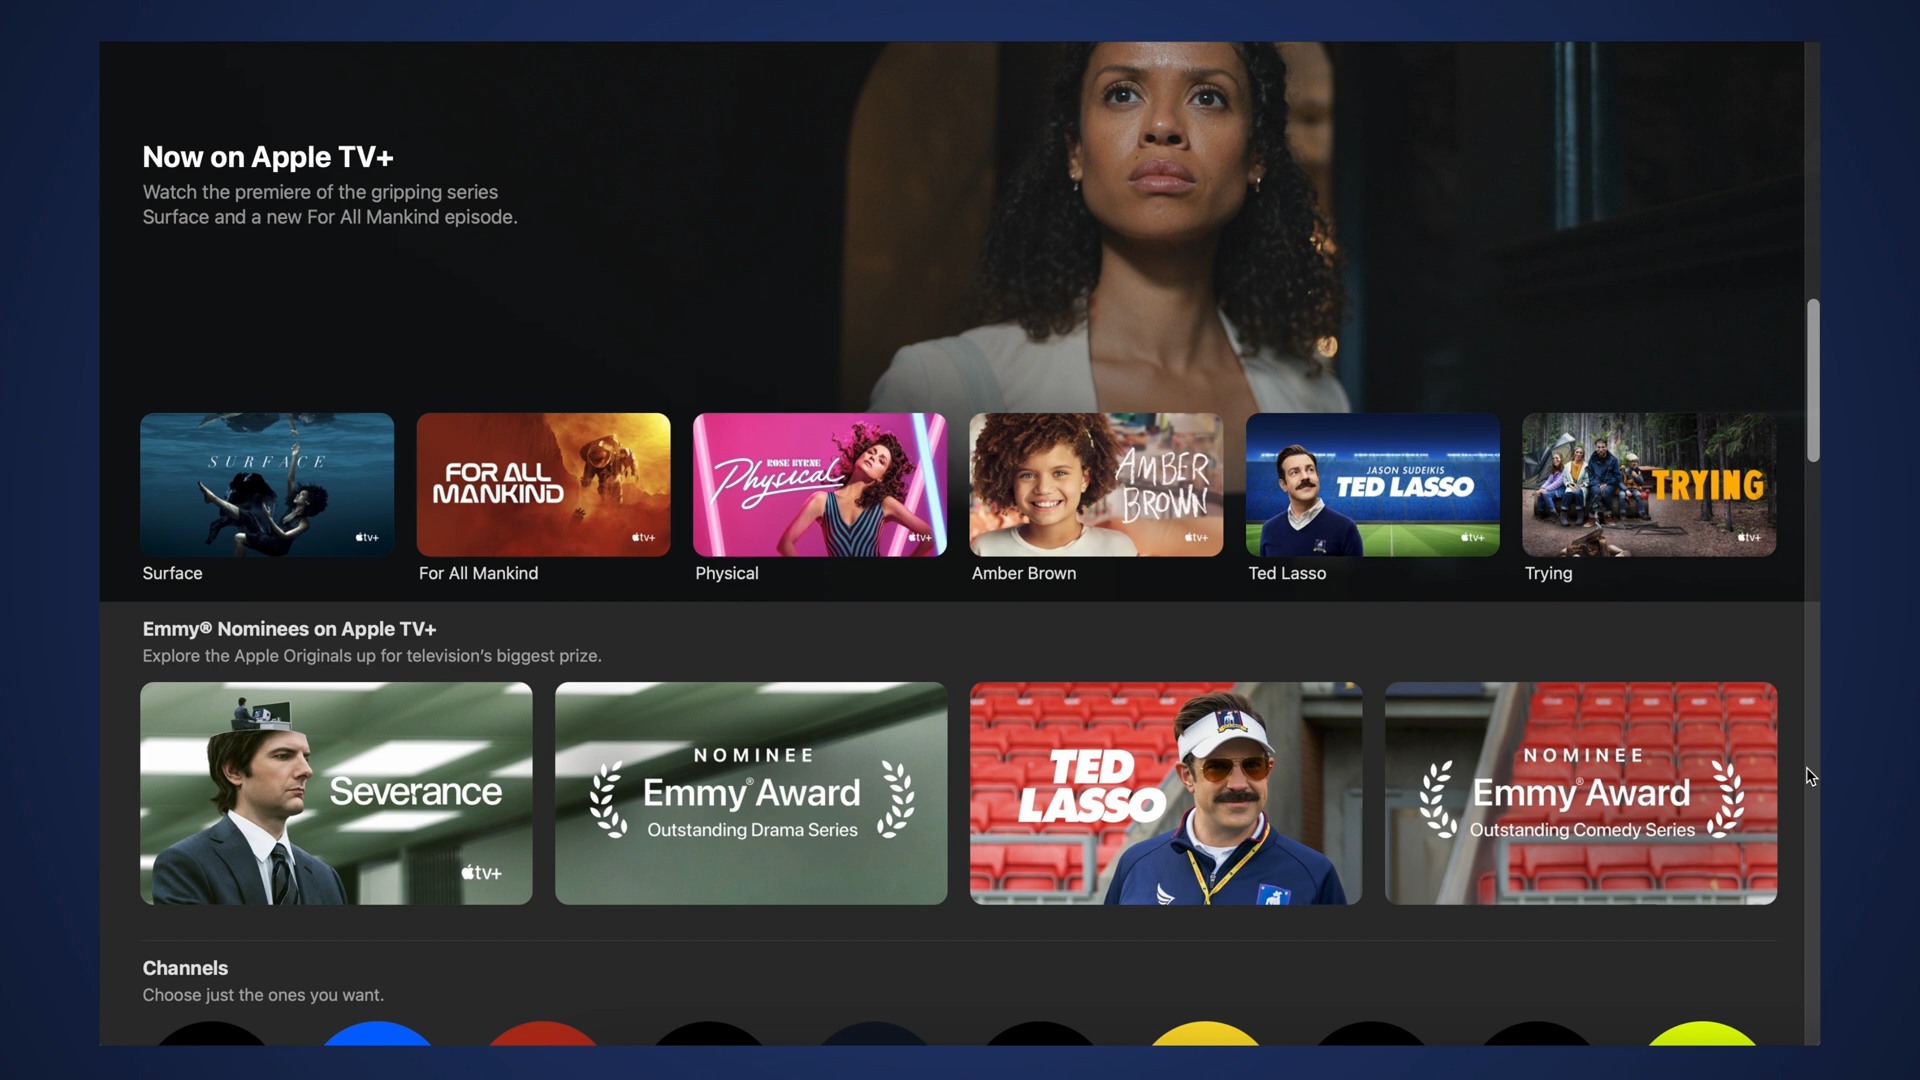 Now on Apple TV+
Watch the premiere of the gripping series
Surface and a new For All Mankind episode.
SURFACE
tv+
FOR ALL
MANKIND
tv+
ROSE BYRNE
Physical
tv+
AMBER
BROWN
tv+
JASON SUDEIKIS
TED LASSO
tv+
TRYING
tv+
Surface
For All Mankind
Physical
Amber Brown
Ted Lasso
Trying
Emmy® Nominees on Apple TV+
Explore the Apple Originals up for television’s biggest prize.
Severance
tv+
NOMINEE
Emmy® Award
Outstanding Drama Series
TED
LASSO
NOMINEE
Emmy® Award
Outstanding Comedy Series
Channels
Choose just the ones you want.